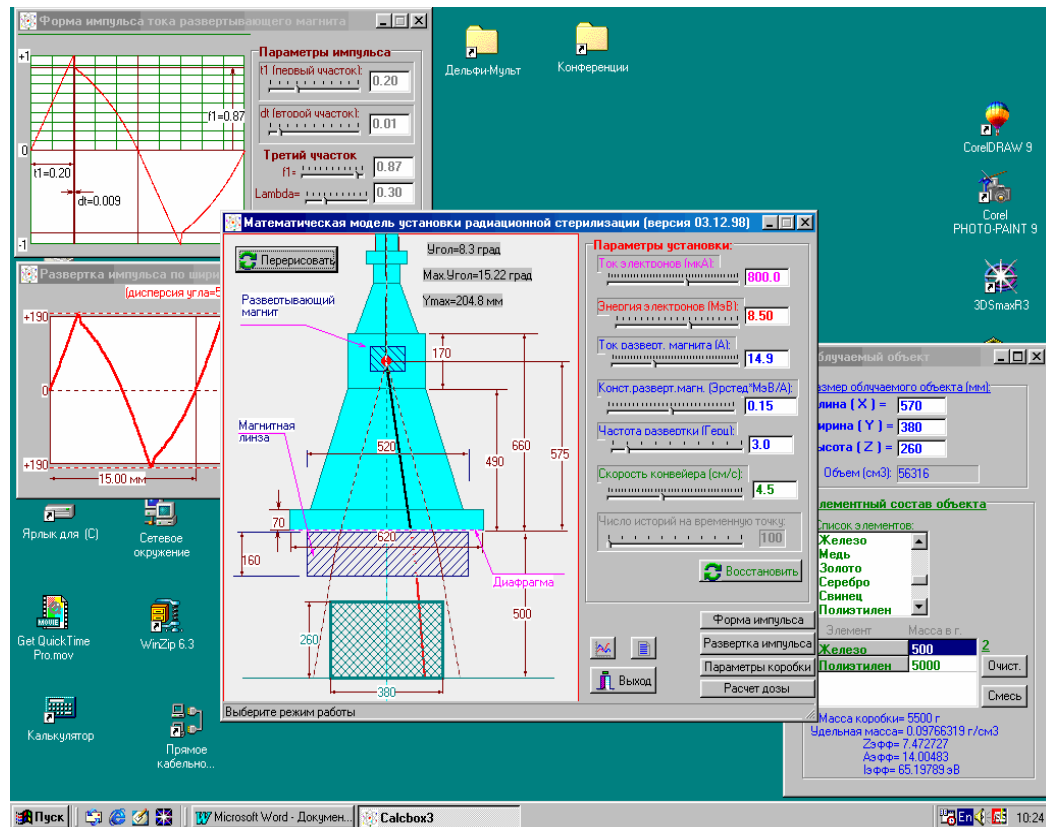 Форма импульса тока развертывающего магнита
+1
0
-1
f1=0.87
t1=0.20
dt=0.009
Параметры импульса
t1 (первый участок):
0.20
dt (второй участок):
0.01
Третий участок
f1=
0.87
Lambda=
0.30
Дельфи-Мульт
Конференции
CorelDRAW 9
Corel
PHOTO-PAINT 9
3DSmaxR3
Развертка импульса по шири
(дисперсия угла=5
+190
0
+190
15.00 мм
Математическая модель установки радиационной стерилизации (версия 03.12.98)
Перерисовать
Угол=8.3 град
Мах.Угол=15.22 град
Ymax=204.8 мм
Развертывающий
магнит
170
Магнитная
линза
520
490
660
575
70
620
160
Диафрагма
500
260
380
Параметры установки:
Ток электронов (мкА):
800.0
Энергия электронов (МэВ):
8.50
Ток разверт. магнита (А):
14.9
Конст.разверт.магн. (Эрстед*МэВ/А):
0.15
Частота развертки (Герц):
3.0
Скорость конвейера (см/с):
4.5
Число историй на временную точку:
100
Восстановить
Форма импульса
Развертка импульса
Параметры коробки
Расчет дозы
Выход
Выберите режим работы
блучаемый объект
азмер облучаемого объекта (мм):
лина ( X ) =
570
ирина ( Y ) =
380
ысота ( Z ) =
260
Объем (см3):
56316
лементный состав объекта
Список элементов:
Железо
Медь
Золото
Серебро
Свинец
Полиэтилен
Элемент
Масса в г.
Железо
500
2
Полиэтилен
5000
Очист.
Смесь
Масса коробки= 5500 г
Удельная масса= 0.09766319 г/см3
Zэфф= 7.472727
Aэфф= 14.00483
Iэфф= 65.19789 эВ
Ярлык для (C)
Сетевое
окружение
Get QuickTime
Pro.mov
WinZip 6.3
Калькулятор
Прямое
кабельно...
Пуск
Microsoft Word - Докумен...
Calcbox3
En
10:24